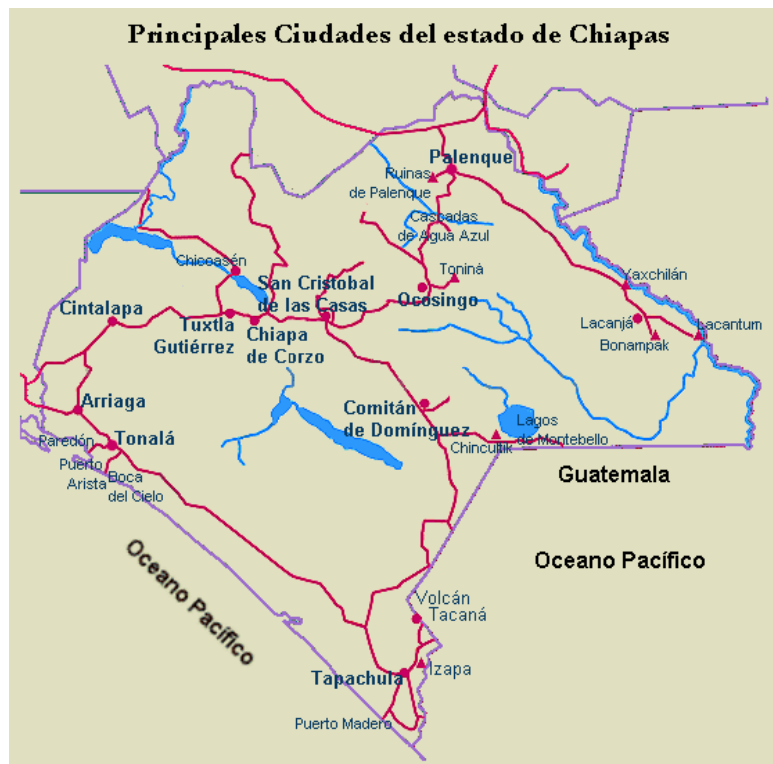 Principales Ciudades del estado de Chiapas
Palenque
Ruinas
de Palenque
Cascadas
de Agua Azul
Chicoasén
Toniná
Yaxchilán
San Cristobal
de las Casas
Ocosingo
Cintalapa
Tuxtla
Gutiérrez
Chiapa
de Corzo
Lacanjá
Lacantum
Bonampak
Arriaga
Comitán
de Domínguez
Lagos
de Montebello
Paredón
Tonalá
Chincultik
Puerto
Arista
Boca
del Cielo
Guatemala
Oceano Pacífico
Oceano Pacífico
Volcán
Tacaná
Tapachula
Izapa
Puerto Madero